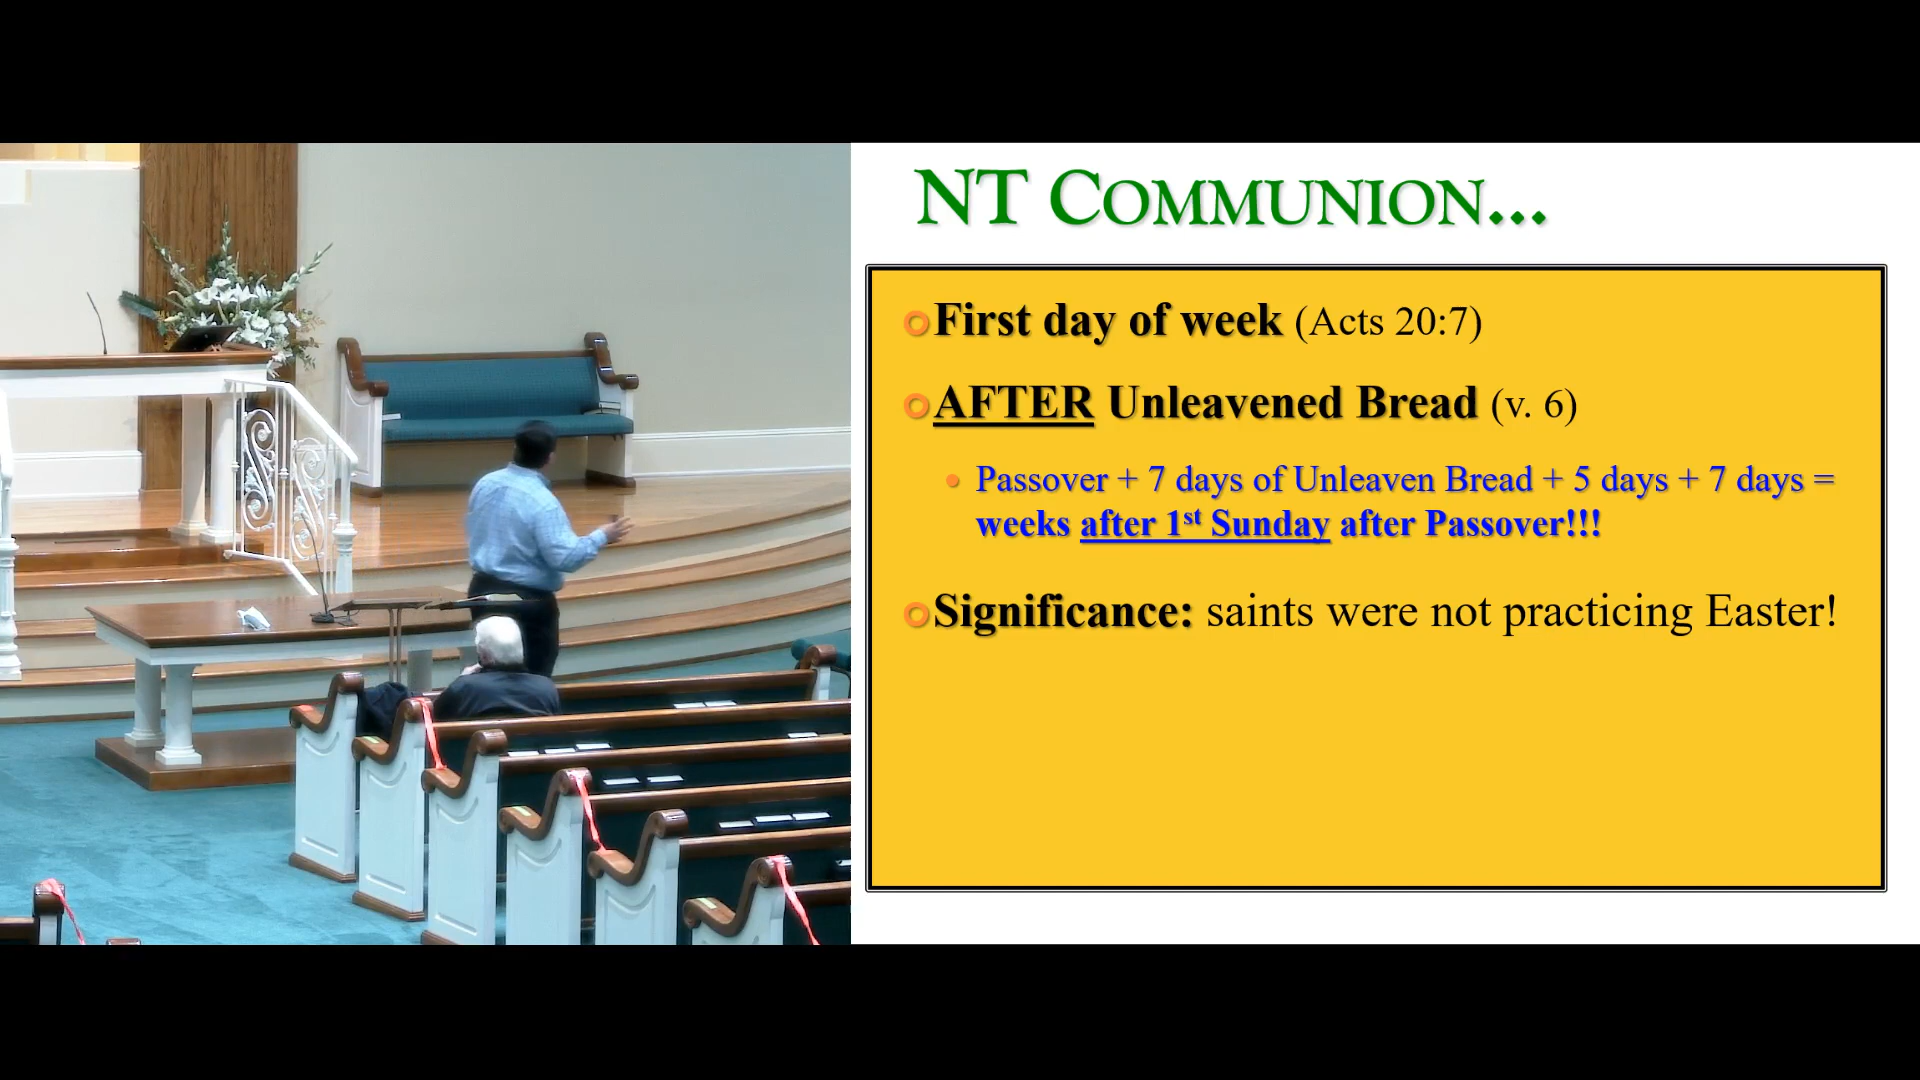 NT COMMUNION...
First day of week (Acts 20:7)
AFTER Unleavened Bread (v. 6)
Passover + 7 days of Unleaven Bread + 5 days + 7 days =
weeks after 1st Sunday after Passover!!!
Significance: saints were not practicing Easter!